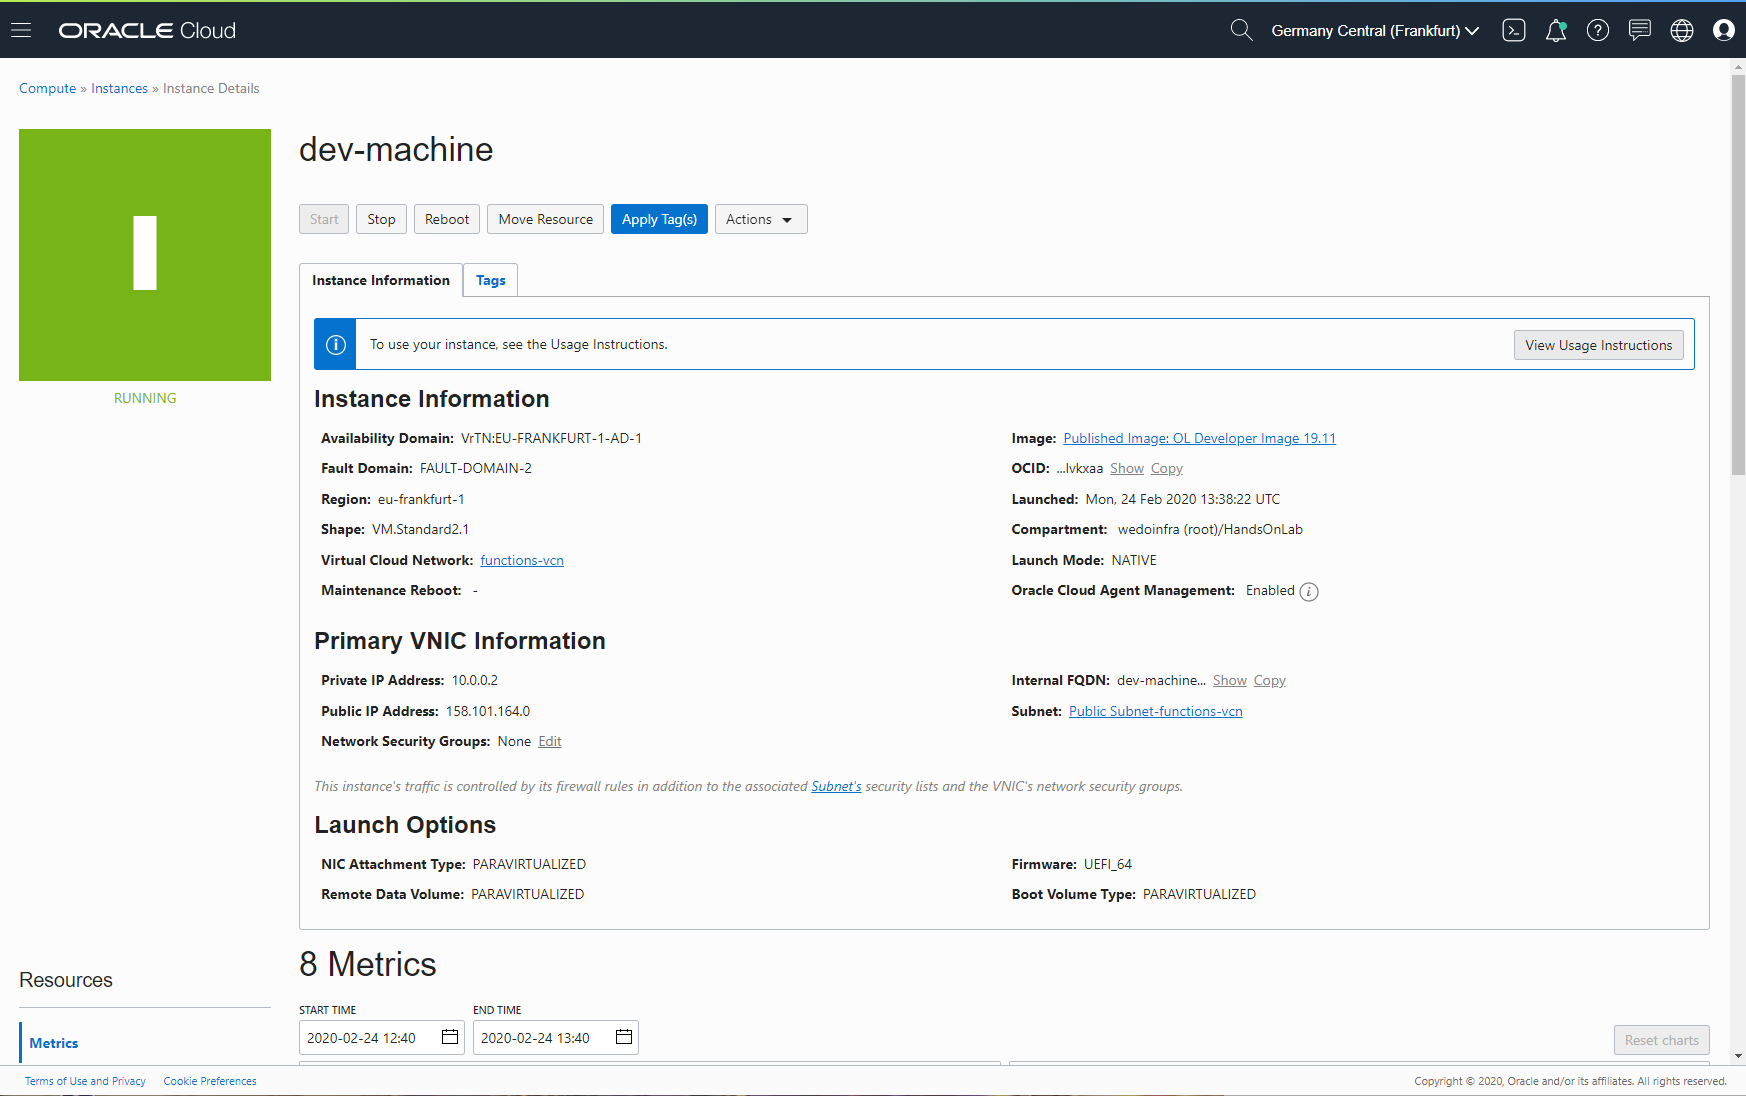 ORACLE Cloud
Germany Central (Frankfurt)
Compute » Instances » Instance Details
I
RUNNING
dev-machine
Start Stop Reboot Move Resource Apply Tag(s) Actions
Instance Information Tags
To use your instance, see the Usage Instructions. View Usage Instructions
Instance Information
Availability Domain: VrTN:EU-FRANKFURT-1-AD-1
Fault Domain: FAULT-DOMAIN-2
Region: eu-frankfurt-1
Shape: VM.Standard2.1
Virtual Cloud Network: functions-vcn
Maintenance Reboot: -
Image: Published Image: OL Developer Image 19.11
OCID: ...lvkxaa Show Copy
Launched: Mon, 24 Feb 2020 13:38:22 UTC
Compartment: wedoinfra (root)/HandsOnLab
Launch Mode: NATIVE
Oracle Cloud Agent Management: Enabled
Primary VNIC Information
Private IP Address: 10.0.0.2
Public IP Address: 158.101.164.0
Network Security Groups: None Edit
Internal FQDN: dev-machine... Show Copy
Subnet: Public Subnet-functions-vcn
This instance's traffic is controlled by its firewall rules in addition to the associated Subnet's security lists and the VNIC's network security groups.
Launch Options
NIC Attachment Type: PARAVIRTUALIZED
Remote Data Volume: PARAVIRTUALIZED
Firmware: UEFI_64
Boot Volume Type: PARAVIRTUALIZED
Resources
Metrics
8 Metrics
START TIME END TIME
2020-02-24 12:40 2020-02-24 13:40
Reset charts
Terms of Use and Privacy Cookie Preferences
Copyright © 2020, Oracle and/or its affiliates. All rights reserved.